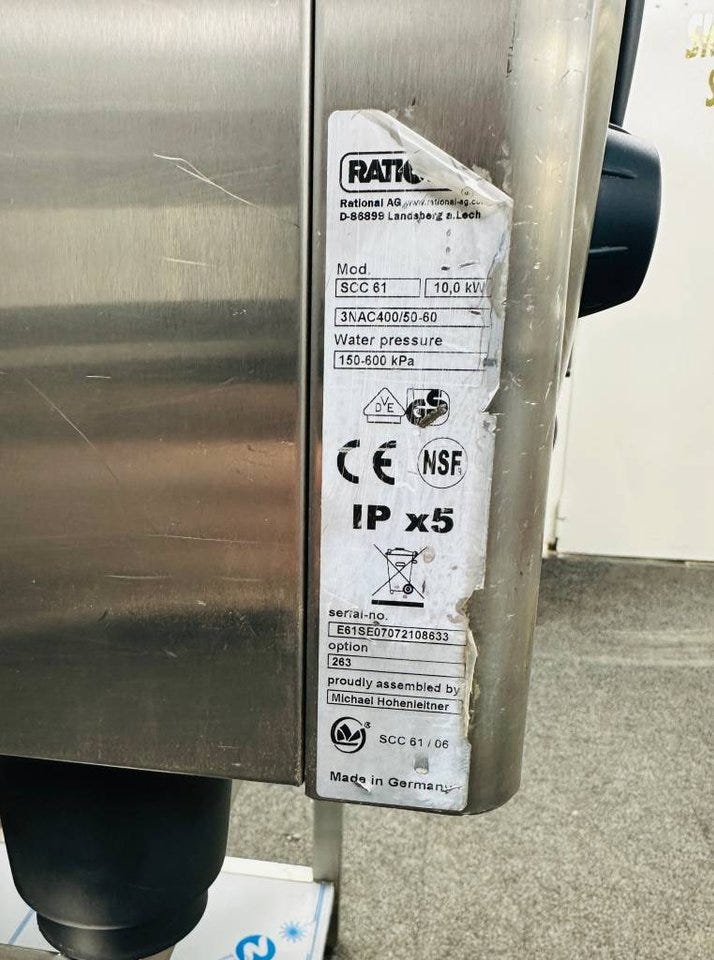 Rational AG
D-86899 Landsberg a.Lech
Mod.
SCC 61 10,0 kW
3NAC400/50-60
Water pressure
150-600 kPa
DVE GS
CE NSF
IP x5
serial-no.
E61SE07072108633
option
263
proudly assembled by
Michael Hohenleitner
® SCC 61 / 06
Made in Germany